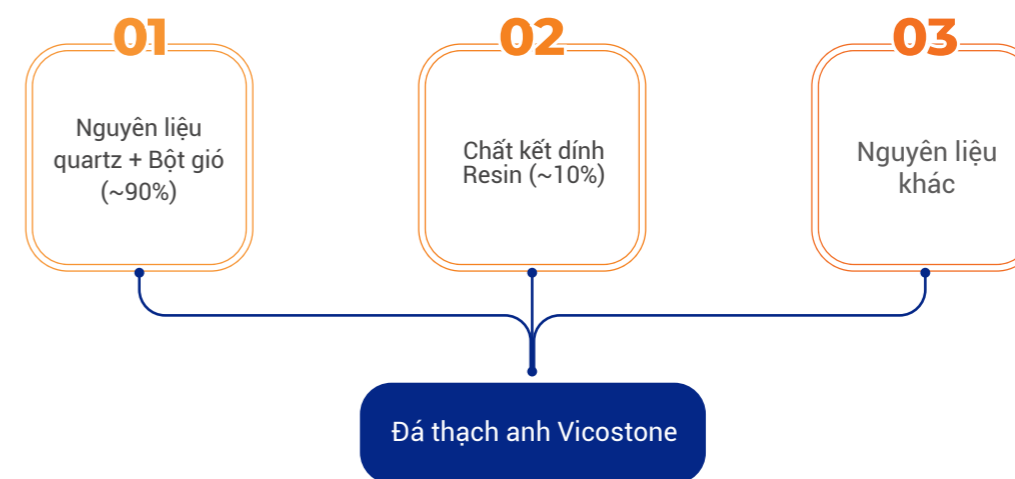 01
Nguyên liệu
quartz + Bột gió
(~90%)
02
Chất kết dính
Resin (~10%)
03
Nguyên liệu
khác
Đá thạch anh Vicostone